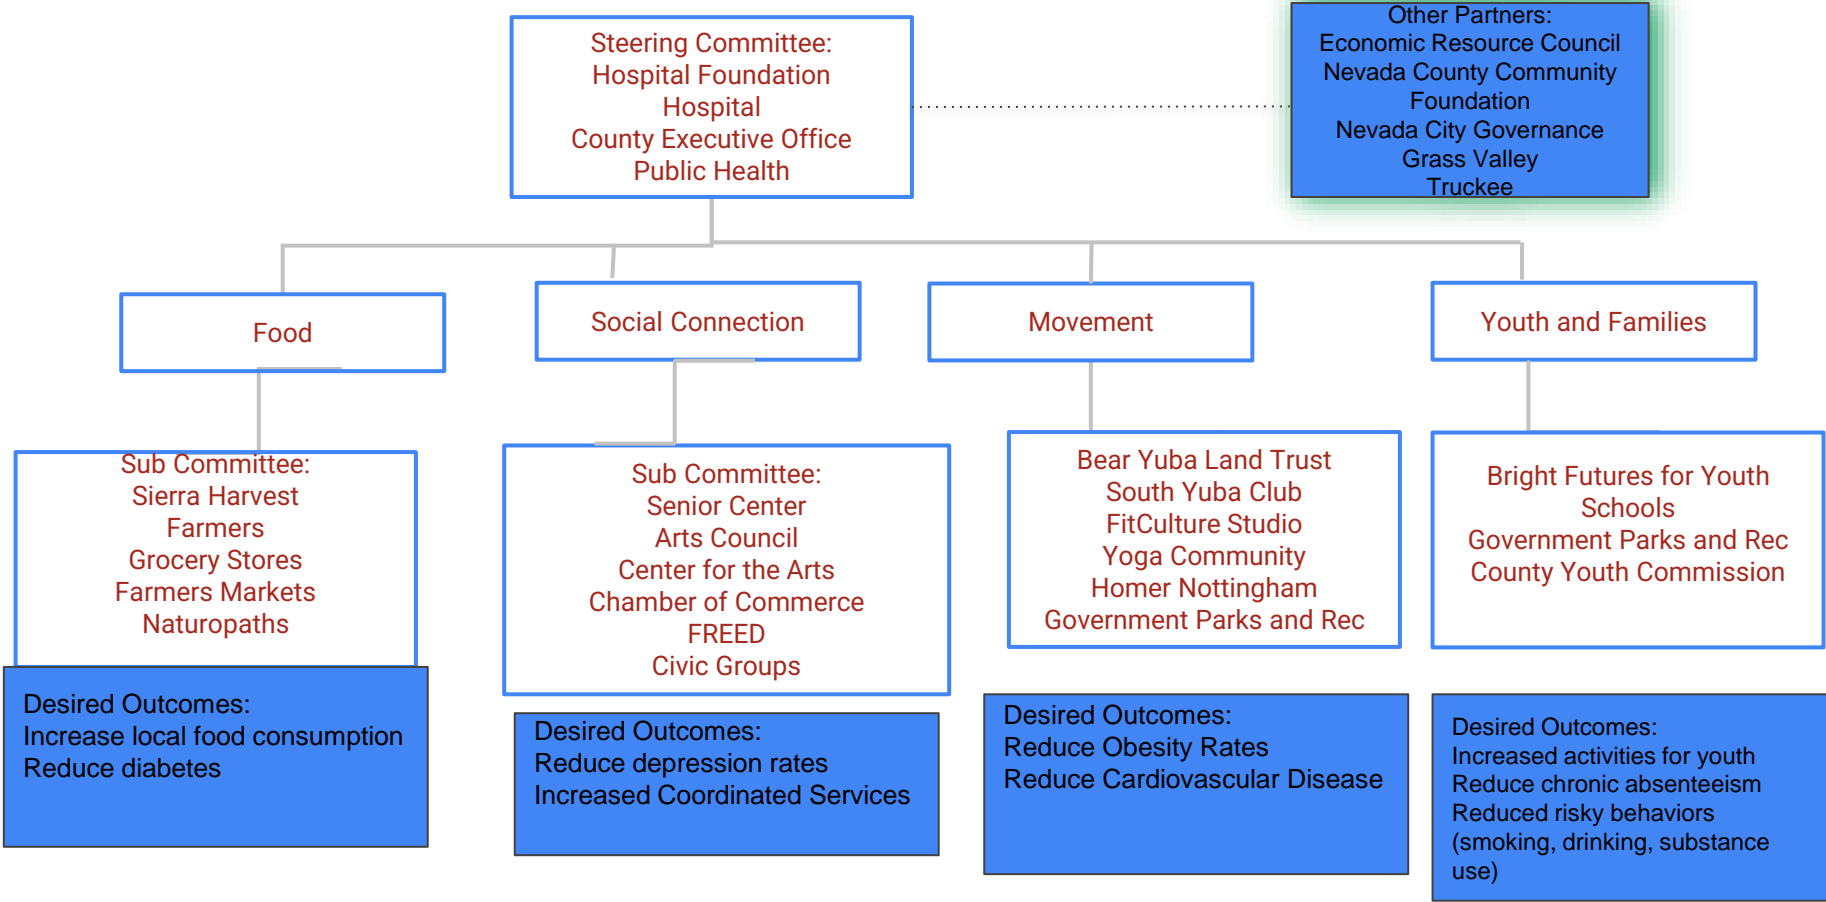 Steering Committee:
Hospital Foundation
Hospital
County Executive Office
Public Health
Other Partners:
Economic Resource Council
Nevada County Community
Foundation
Nevada City Governance
Grass Valley
Truckee
Food
Social Connection
Movement
Youth and Families
Sub Committee:
Sierra Harvest
Farmers
Grocery Stores
Farmers Markets
Naturopaths
Sub Committee:
Senior Center
Arts Council
Center for the Arts
Chamber of Commerce
FREED
Civic Groups
Bear Yuba Land Trust
South Yuba Club
FitCulture Studio
Yoga Community
Homer Nottingham
Government Parks and Rec
Bright Futures for Youth
Schools
Government Parks and Rec
County Youth Commission
Desired Outcomes:
Increase local food consumption
Reduce diabetes
Desired Outcomes:
Reduce depression rates
Increased Coordinated Services
Desired Outcomes:
Reduce Obesity Rates
Reduce Cardiovascular Disease
Desired Outcomes:
Increased activities for youth
Reduce chronic absenteeism
Reduced risky behaviors
(smoking, drinking, substance
use)